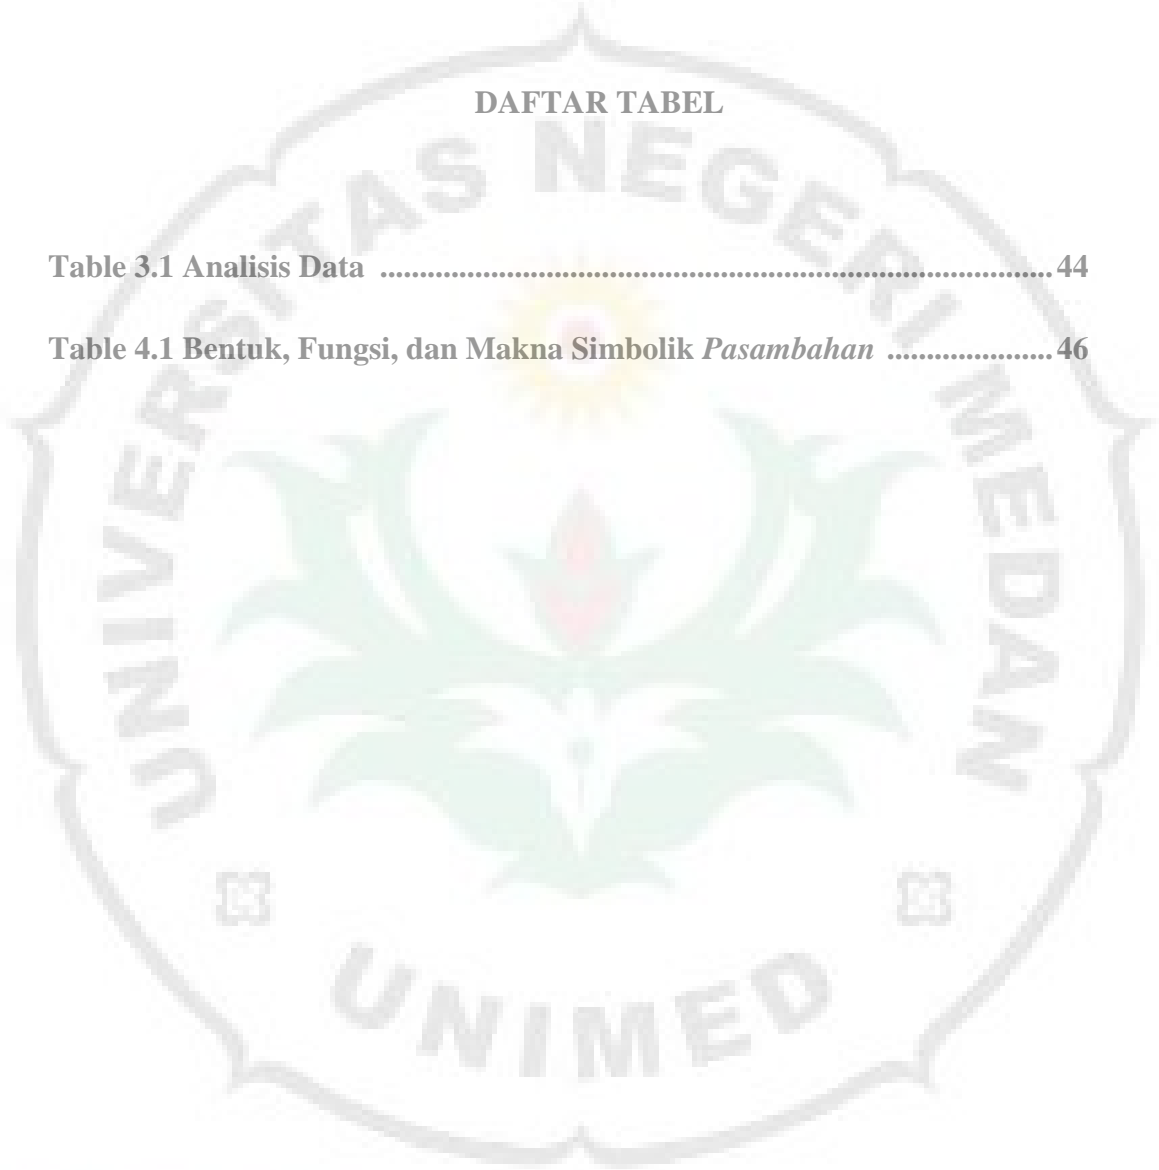 DAFTAR TABEL
UNIVERSITAS NEGERI MEDAN
Table 3.1 Analisis Data ..................................................................................... 44
Table 4.1 Bentuk, Fungsi, dan Makna Simbolik Pasambahan ..................... 46
UNIMED